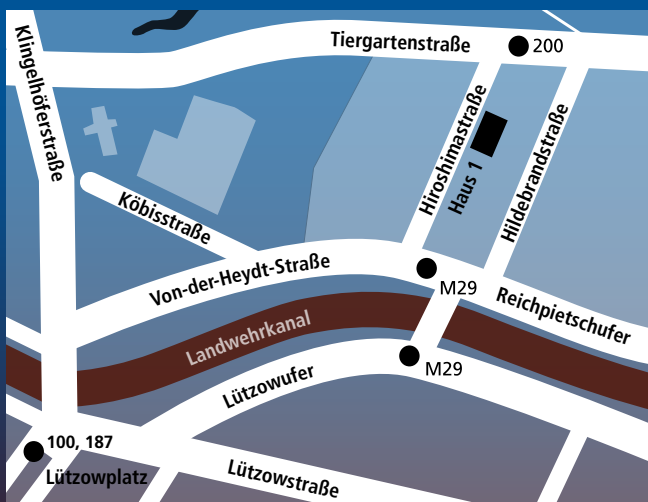 Klingelhöferstraße
Tiergartenstraße
200
Hiroshimastraße
Haus 1
Hildebrandstraße
Köbisstraße
Von-der-Heydt-Straße
M29
Reichpietschufer
Landwehrkanal
Lützowufer
M29
100, 187
Lützowplatz
Lützowstraße